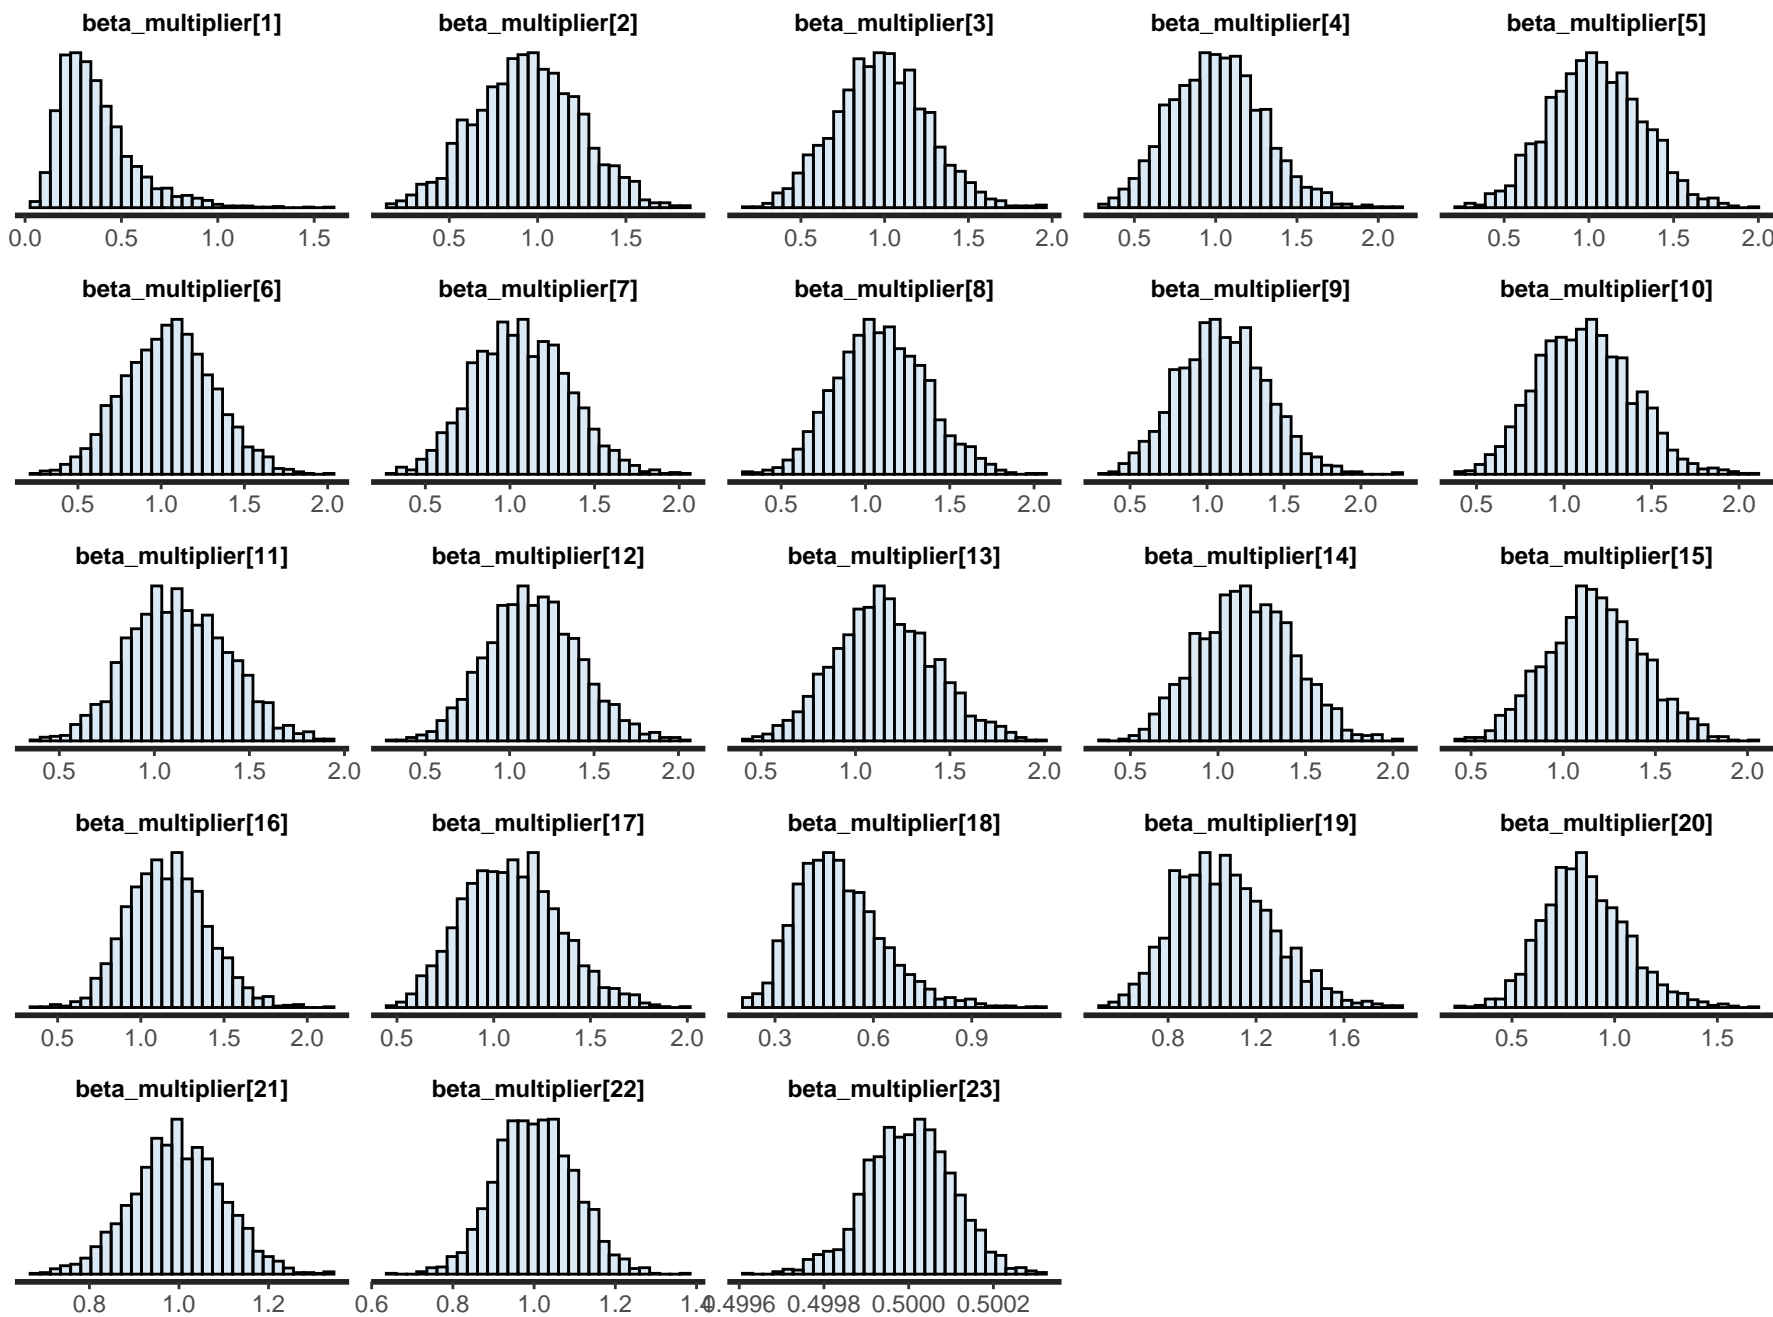 beta_multiplier[1] beta_multiplier[2] beta_multiplier[3] beta_multiplier[4] beta_multiplier[5]
0.0 0.5 1.0 1.5 0.5 1.0 1.5 0.5 1.0 1.5 2.0 0.5 1.0 1.5 2.0 0.5 1.0 1.5 2.0
beta_multiplier[6] beta_multiplier[7] beta_multiplier[8] beta_multiplier[9] beta_multiplier[10]
0.5 1.0 1.5 2.0 0.5 1.0 1.5 2.0 0.5 1.0 1.5 2.0 0.5 1.0 1.5 2.0 0.5 1.0 1.5 2.0
beta_multiplier[11] beta_multiplier[12] beta_multiplier[13] beta_multiplier[14] beta_multiplier[15]
0.5 1.0 1.5 2.0 0.5 1.0 1.5 2.0 0.5 1.0 1.5 2.0 0.5 1.0 1.5 2.0 0.5 1.0 1.5 2.0
beta_multiplier[16] beta_multiplier[17] beta_multiplier[18] beta_multiplier[19] beta_multiplier[20]
0.5 1.0 1.5 2.0 0.5 1.0 1.5 2.0 0.3 0.6 0.9 0.8 1.2 1.6 0.5 1.0 1.5
beta_multiplier[21] beta_multiplier[22] beta_multiplier[23]
0.8 1.0 1.2 0.6 0.8 1.0 1.2 1.4 0.4996 0.4998 0.5000 0.5002